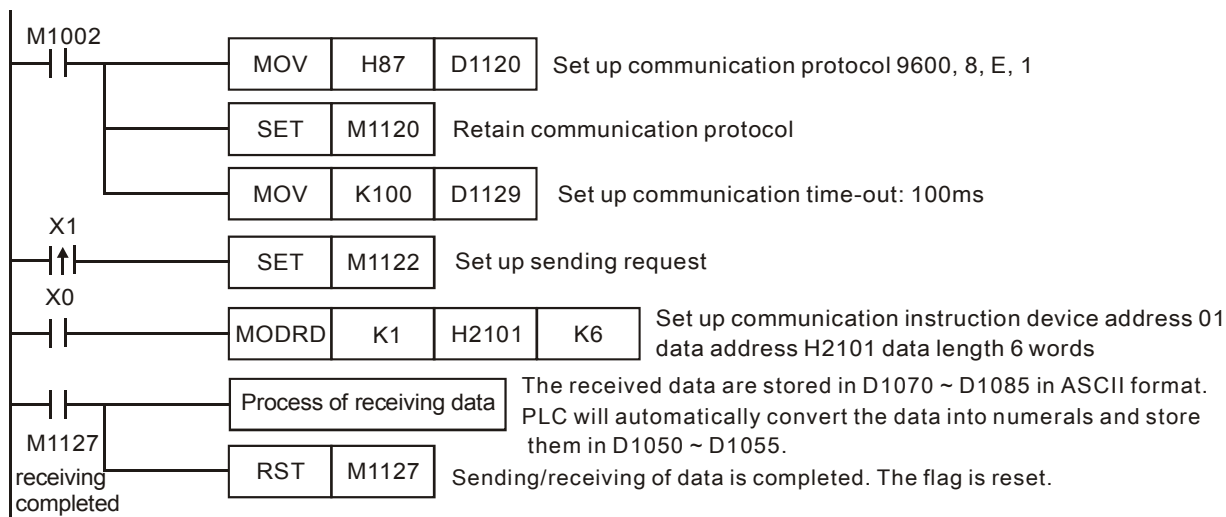 M1002
MOV H87 D1120 Set up communication protocol 9600, 8, E, 1
SET M1120 Retain communication protocol
MOV K100 D1129 Set up communication time-out: 100ms
X1
SET M1122 Set up sending request
X0
MODRD K1 H2101 K6 Set up communication instruction device address 01
data address H2101 data length 6 words
Process of receiving data The received data are stored in D1070 ~ D1085 in ASCII format.
PLC will automatically convert the data into numerals and store
them in D1050 ~ D1055.
M1127
receiving
completed
RST M1127 Sending/receiving of data is completed. The flag is reset.